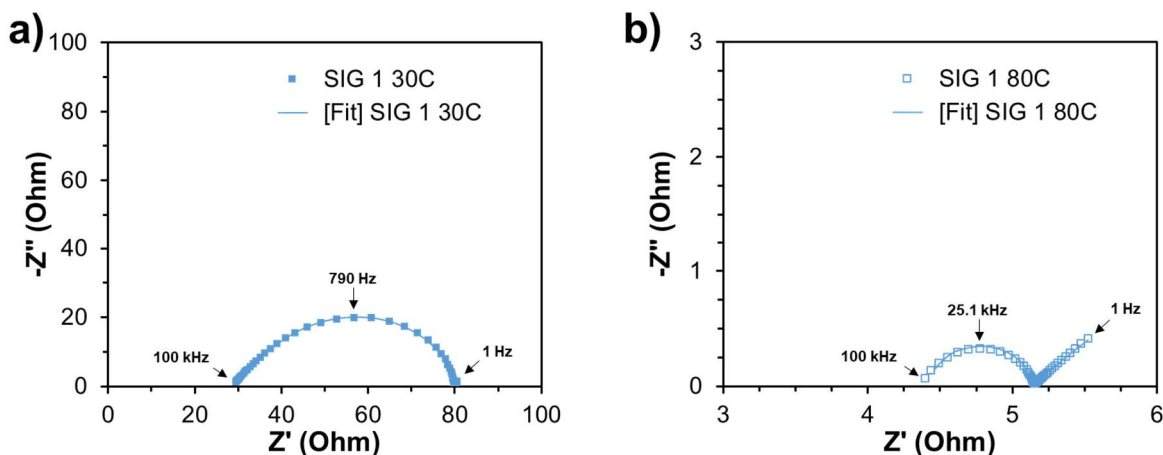 a)
100
80
60
40
20
0
-Z" (Ohm)
SIG 1 30C
[Fit] SIG 1 30C
790 Hz
100 kHz
1 Hz
0 20 40 60 80 100
Z' (Ohm)
b)
3
2
1
0
-Z" (Ohm)
SIG 1 80C
[Fit] SIG 1 80C
25.1 kHz
1 Hz
100 kHz
3 4 5 6
Z' (Ohm)